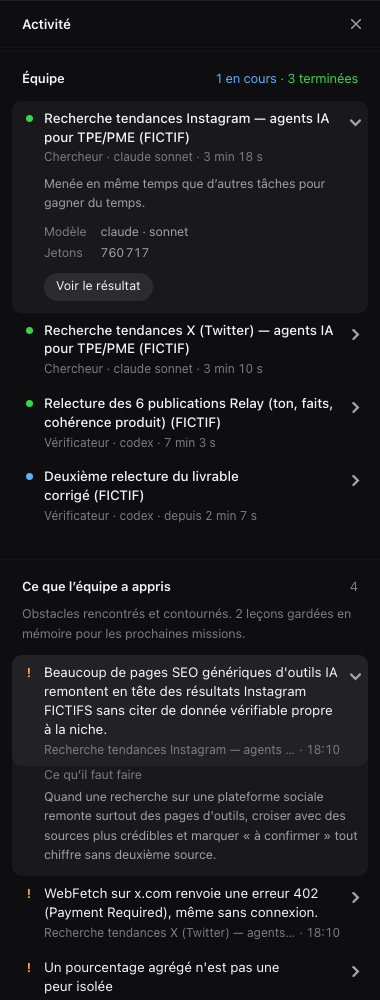 Activité
Équipe
1 en cours · 3 terminées
Recherche tendances Instagram — agents IA
pour TPE/PME (FICTIF)
Chercheur · claude sonnet · 3 min 18 s
Menée en même temps que d'autres tâches pour
gagner du temps.
Modèle claude · sonnet
Jetons 760 717
Voir le résultat
Recherche tendances X (Twitter) — agents IA
pour TPE/PME (FICTIF)
Chercheur · claude sonnet · 3 min 10 s
Relecture des 6 publications Relay (ton, faits,
cohérence produit) (FICTIF)
Vérificateur · codex · 7 min 3 s
Deuxième relecture du livrable
corrigé (FICTIF)
Vérificateur · codex · depuis 2 min 7 s
Ce que l’équipe a appris 4
Obstacles rencontrés et contournés. 2 leçons gardées en
mémoire pour les prochaines missions.
! Beaucoup de pages SEO génériques d'outils IA
remontent en tête des résultats Instagram
FICTIFS sans citer de donnée vérifiable propre
à la niche.
Recherche tendances Instagram — agents ... · 18:10
Ce qu’il faut faire
Quand une recherche sur une plateforme sociale
remonte surtout des pages d'outils, croiser avec des
sources plus crédibles et marquer « à confirmer » tout
chiffre sans deuxième source.
! WebFetch sur x.com renvoie une erreur 402
(Payment Required), même sans connexion.
Recherche tendances X (Twitter) — agents... · 18:10
! Un pourcentage agrégé n'est pas une
peur isolée